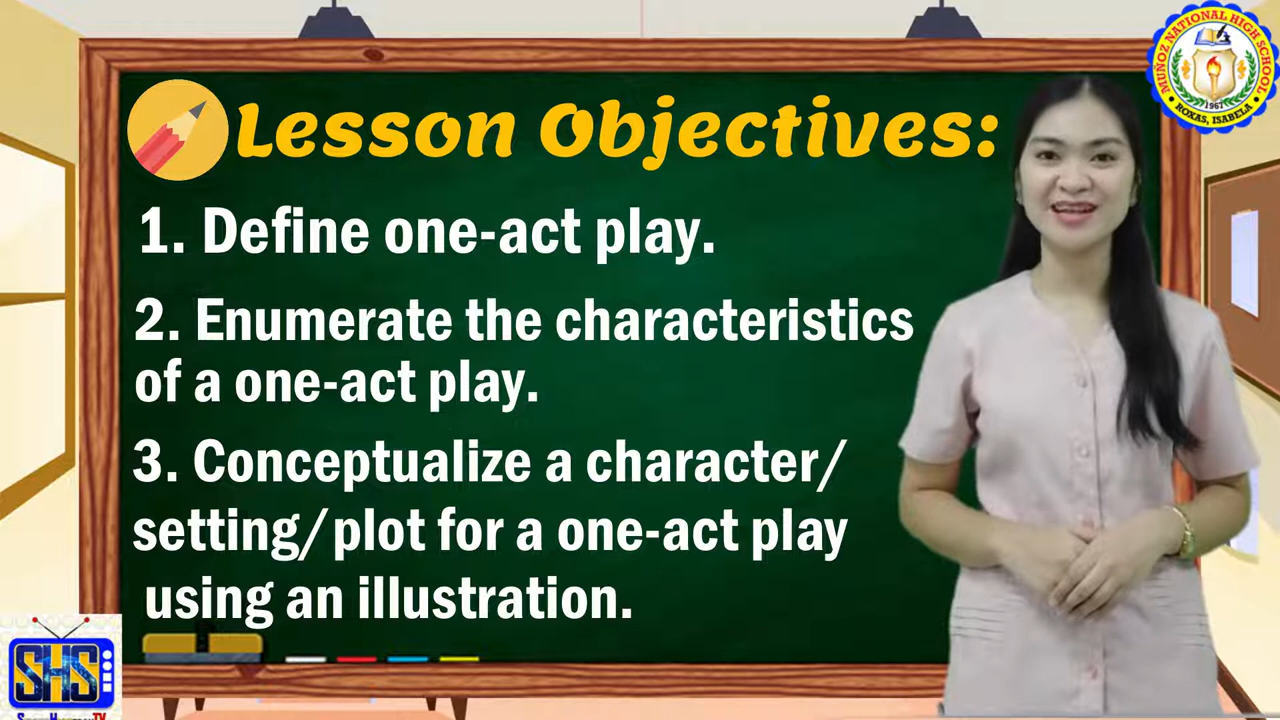 Lesson Objectives:
1. Define one-act play.
2. Enumerate the characteristics
of a one-act play.
3. Conceptualize a character/
setting/plot for a one-act play
using an illustration.
MUÑOZ NATIONAL HIGH SCHOOL
1967
• ROXAS, ISABELA •
SHS